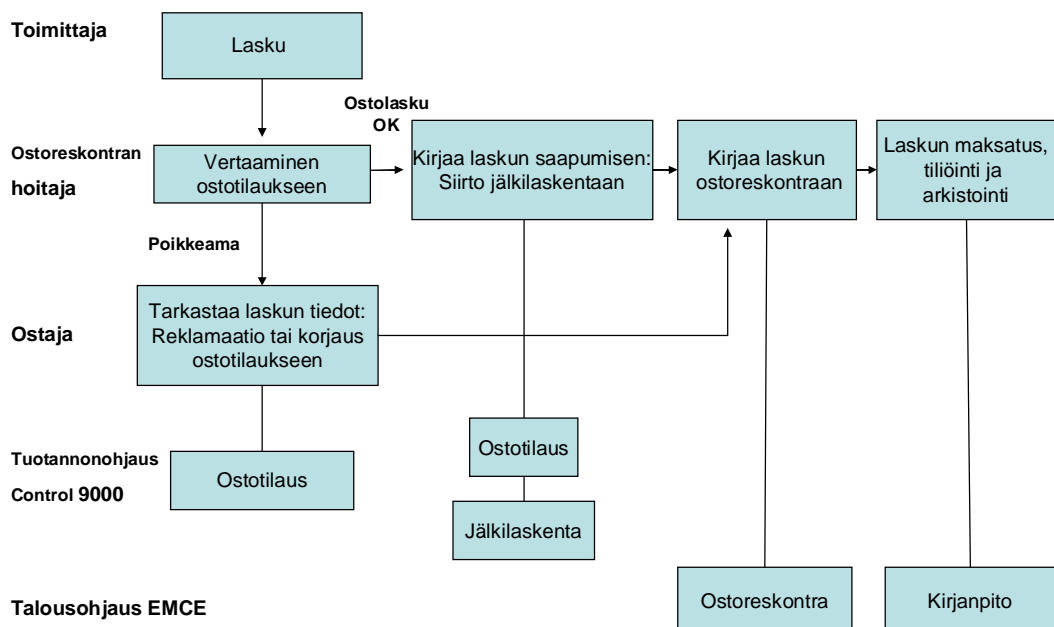 Toimittaja
Lasku
Ostolasku
OK
Ostoreskontran
hoitaja
Vertaaminen
ostotilaukseen
Kirjaa laskun saapumisen:
Siirto jälkilaskentaan
Kirjaa laskun
ostoreskontraan
Laskun maksatus,
tiliöinti ja
arkistointi
Poikkeama
Ostaja
Tarkastaa laskun tiedot:
Reklamaatio tai korjaus
ostotilaukseen
Tuotannonohjaus
Control 9000
Ostotilaus
Ostotilaus
Jälkilaskenta
Talousohjaus EMCE
Ostoreskontra
Kirjanpito